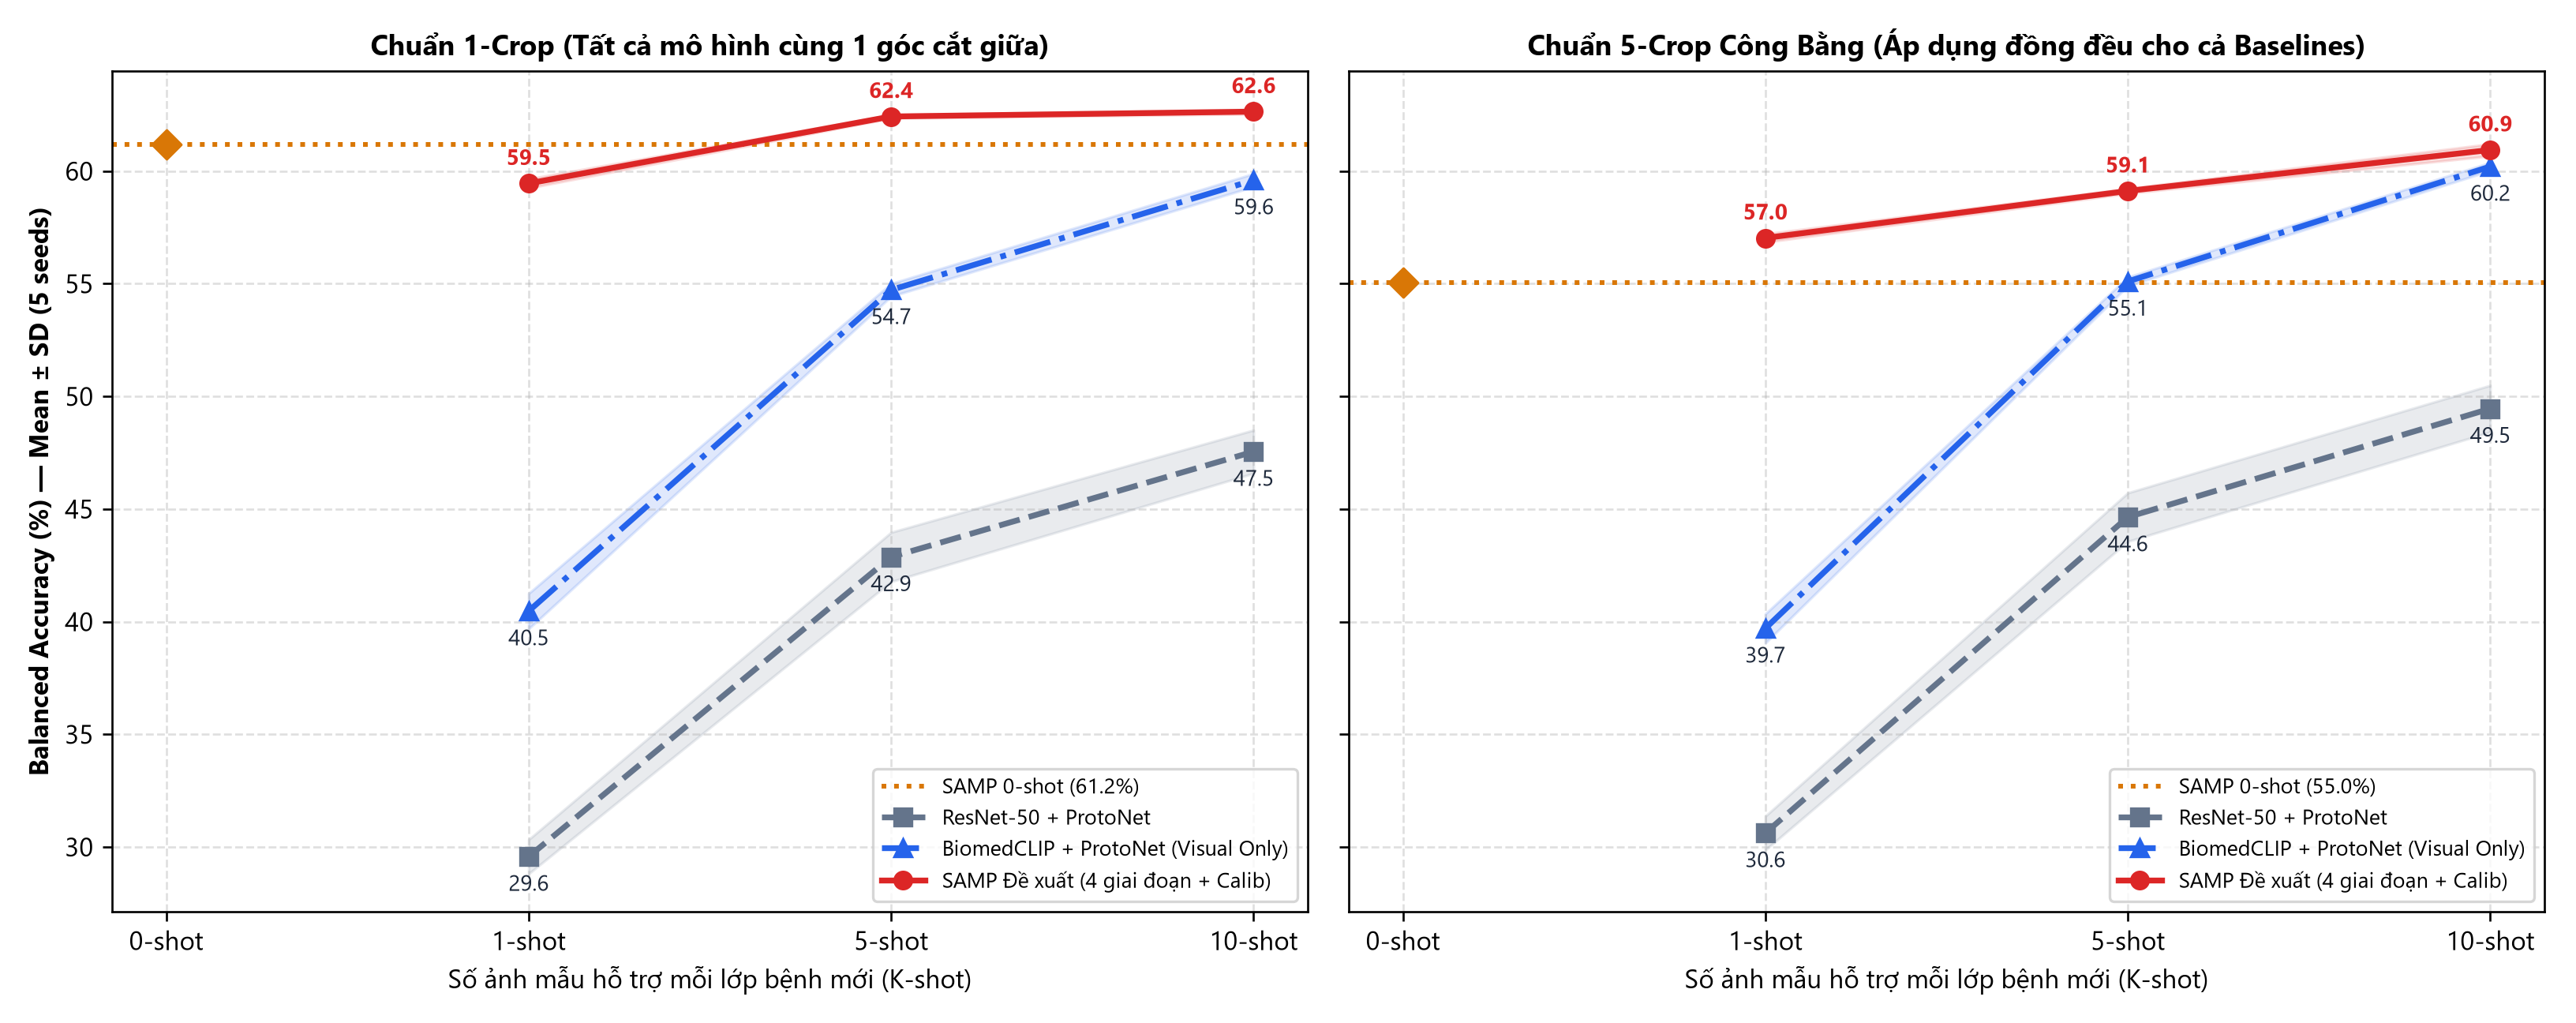 Chuẩn 1-Crop (Tất cả mô hình cùng 1 góc cắt giữa)
Balanced Accuracy (%) — Mean ± SD (5 seeds)
60
55
50
45
40
35
30
59.5
62.4
62.6
40.5
54.7
59.6
29.6
42.9
47.5
SAMP 0-shot (61.2%)
ResNet-50 + ProtoNet
BiomedCLIP + ProtoNet (Visual Only)
SAMP Đề xuất (4 giai đoạn + Calib)
0-shot
1-shot
5-shot
10-shot
Số ảnh mẫu hỗ trợ mỗi lớp bệnh mới (K-shot)
Chuẩn 5-Crop Công Bằng (Áp dụng đồng đều cho cả Baselines)
57.0
59.1
60.9
39.7
55.1
60.2
30.6
44.6
49.5
SAMP 0-shot (55.0%)
ResNet-50 + ProtoNet
BiomedCLIP + ProtoNet (Visual Only)
SAMP Đề xuất (4 giai đoạn + Calib)
0-shot
1-shot
5-shot
10-shot
Số ảnh mẫu hỗ trợ mỗi lớp bệnh mới (K-shot)